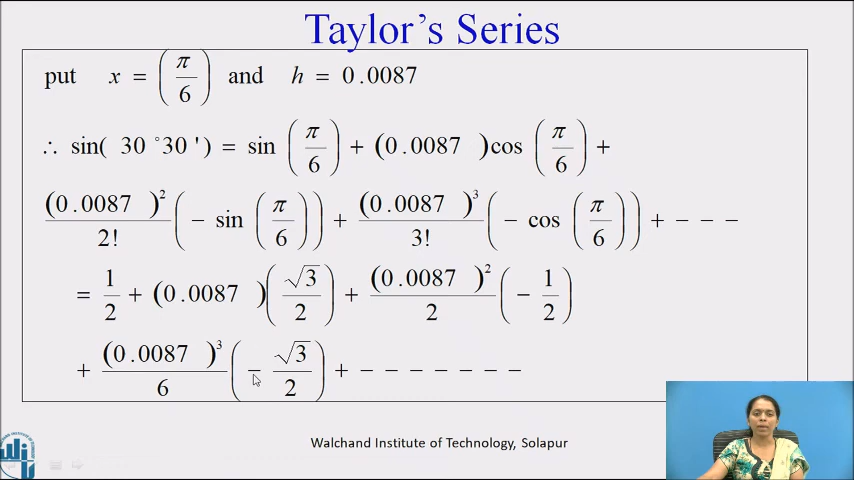 Taylor's Series
put x = (π/6) and h = 0.0087
∴ sin( 30 °30 ') = sin (π/6) + (0.0087 )cos (π/6) +
(0.0087 )²/2! (− sin (π/6)) + (0.0087 )³/3! (− cos (π/6)) + − − −
= 1/2 + (0.0087 )(√3/2) + (0.0087 )²/2 (− 1/2)
+ (0.0087 )³/6 (− √3/2) + − − − − − − −
Walchand Institute of Technology, Solapur